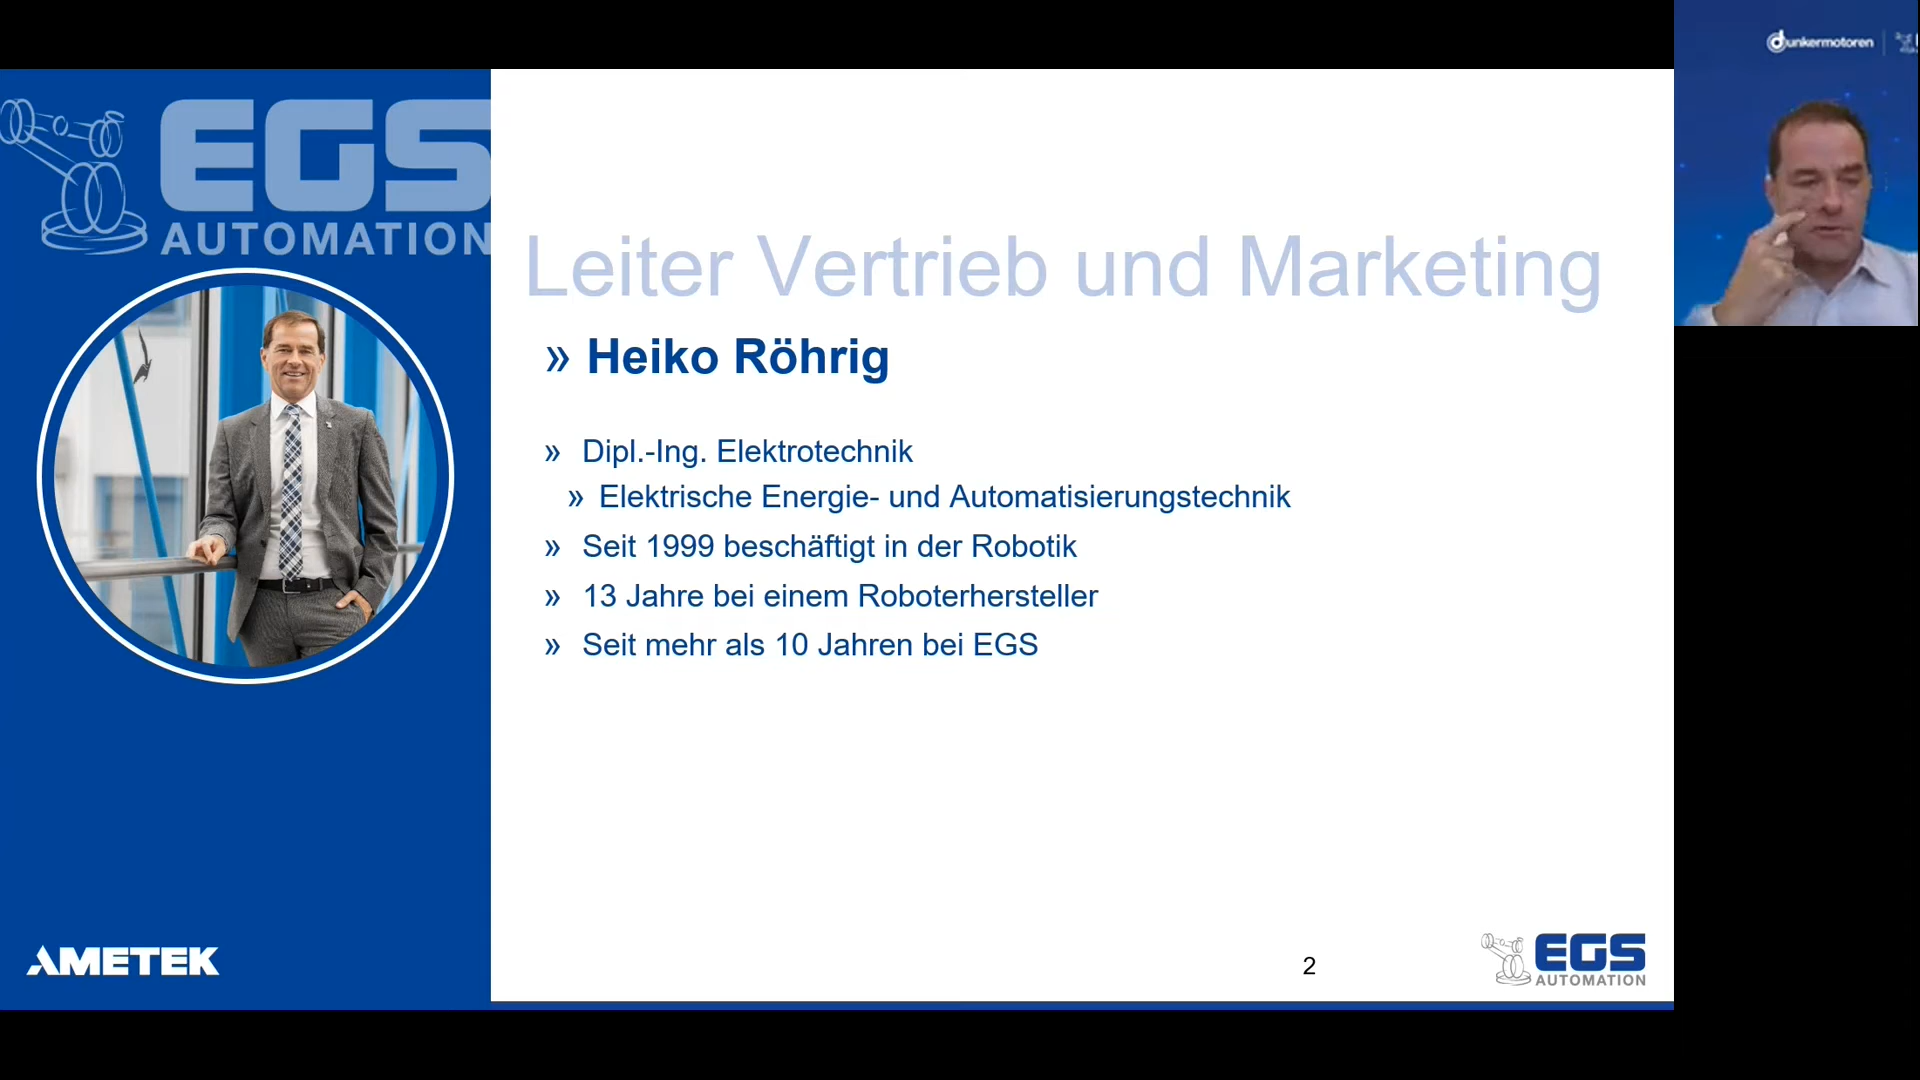 EGS
AUTOMATION
Leiter Vertrieb und Marketing
» Heiko Röhrig
» Dipl.-Ing. Elektrotechnik
» Elektrische Energie- und Automatisierungstechnik
» Seit 1999 beschäftigt in der Robotik
» 13 Jahre bei einem Roboterhersteller
» Seit mehr als 10 Jahren bei EGS
AMETEK
2
EGS
AUTOMATION
dunkermotoren